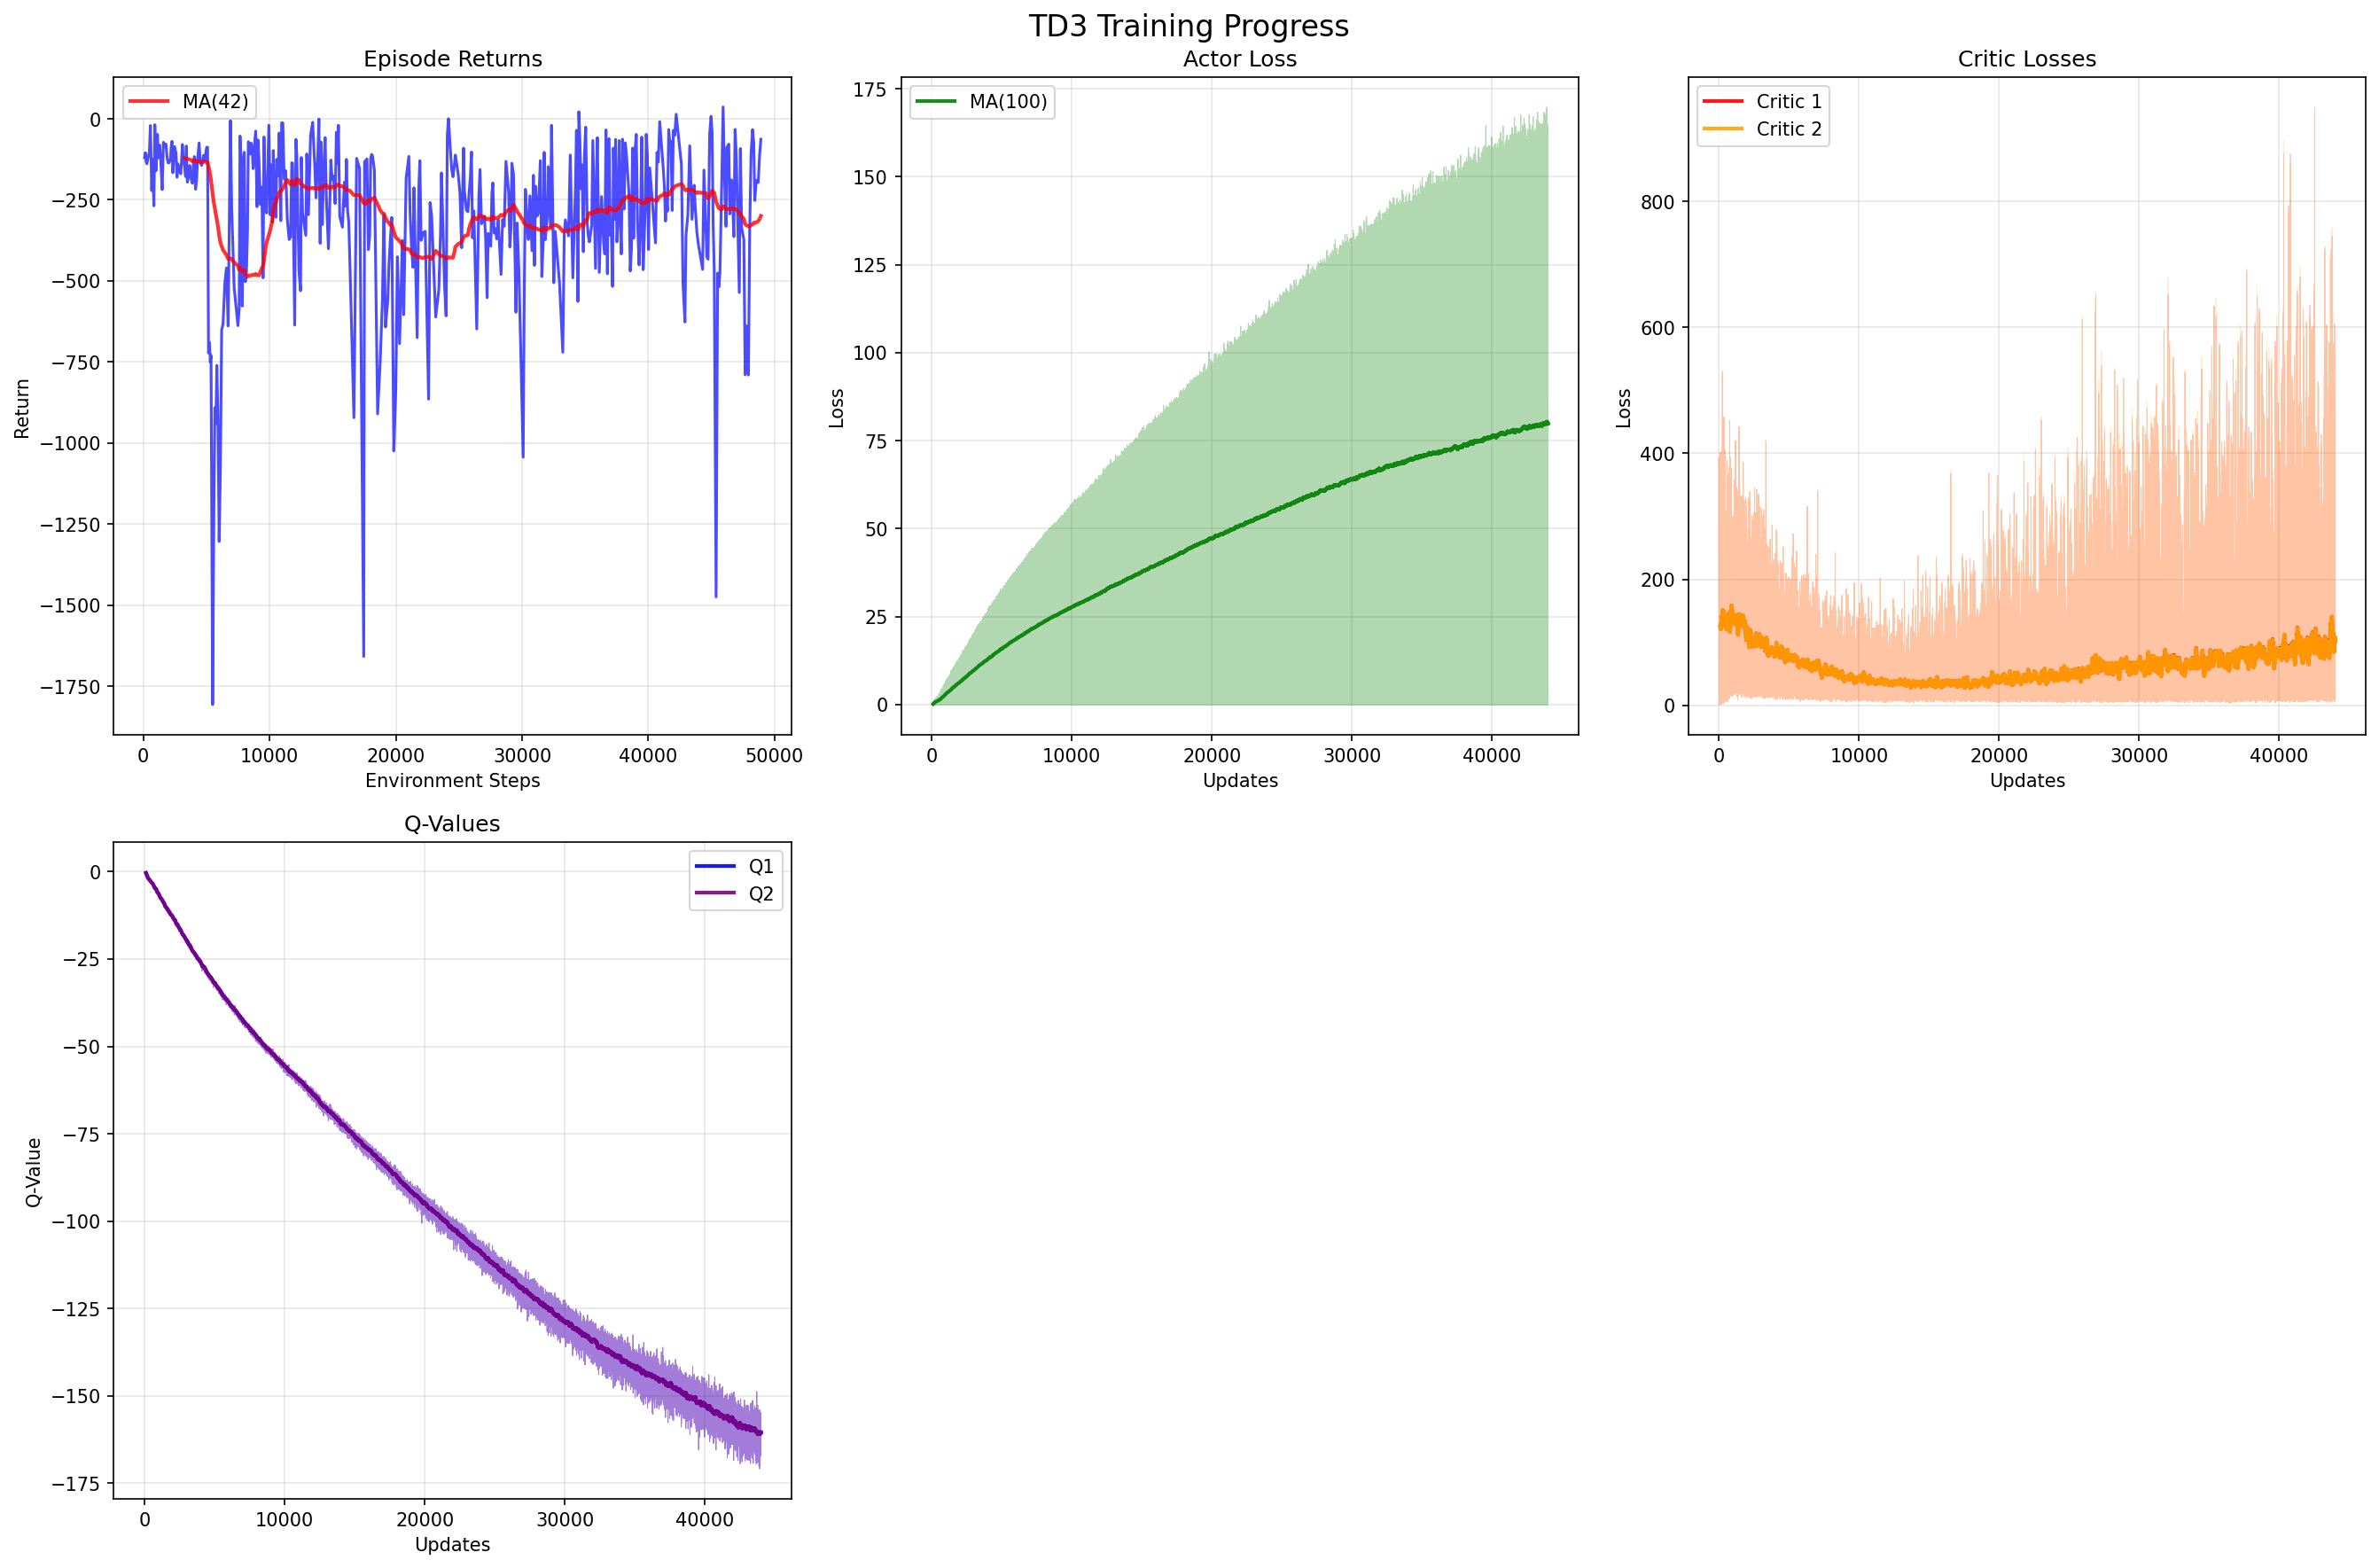 TD3 Training Progress
Episode Returns
MA(42)
0
−250
−500
−750
−1000
−1250
−1500
−1750
Return
0 10000 20000 30000 40000 50000
Environment Steps
Actor Loss
MA(100)
175
150
125
100
75
50
25
0
Loss
0 10000 20000 30000 40000
Updates
Critic Losses
Critic 1
Critic 2
800
600
400
200
0
Loss
0 10000 20000 30000 40000
Updates
Q-Values
Q1
Q2
0
−25
−50
−75
−100
−125
−150
−175
Q-Value
0 10000 20000 30000 40000
Updates